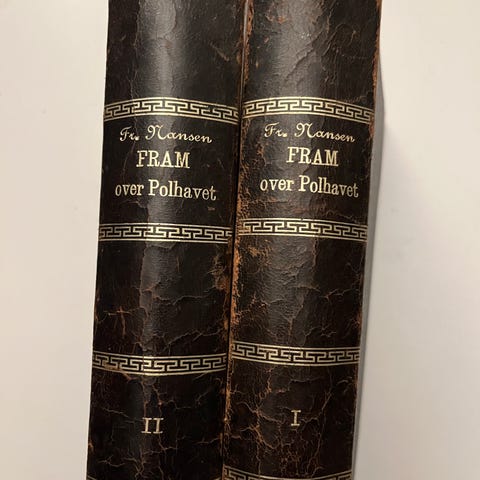 Fr. Nansen
FRAM
over Polhavet
II
Fr. Nansen
FRAM
over Polhavet
I